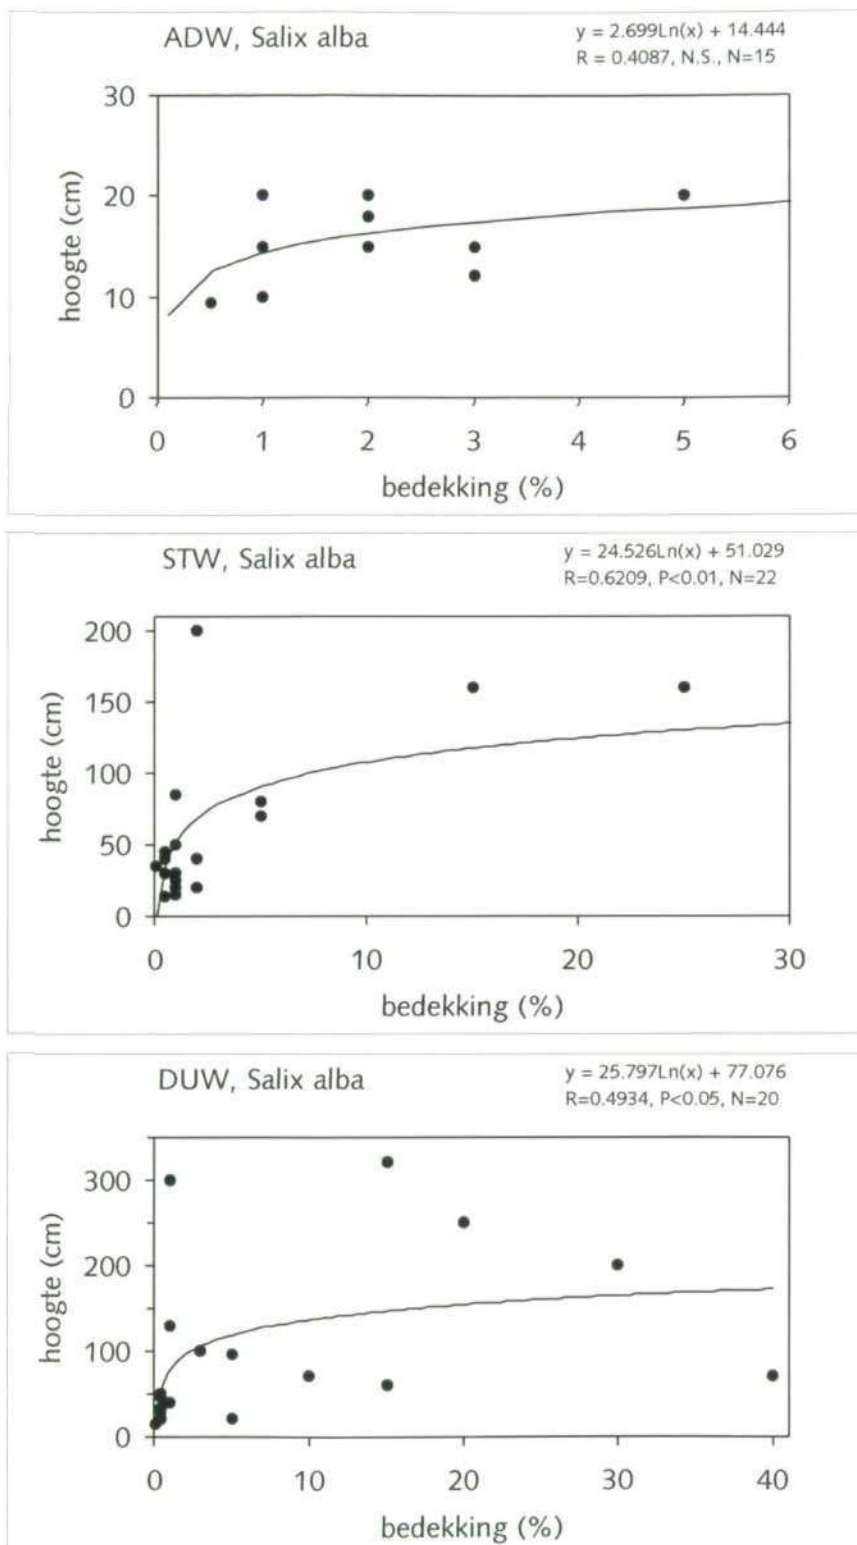 ADW, Salix alba
y = 2.699Ln(x) + 14.444
R = 0.4087, N.S., N=15
30
20
10
0
hoogte (cm)
0 1 2 3 4 5 6
bedekking (%)
STW, Salix alba
y = 24.526Ln(x) + 51.029
R=0.6209, P<0.01, N=22
200
150
100
50
0
hoogte (cm)
0 10 20 30
bedekking (%)
DUW, Salix alba
y = 25.797Ln(x) + 77.076
R=0.4934, P<0.05, N=20
300
200
100
0
hoogte (cm)
0 10 20 30 40
bedekking (%)